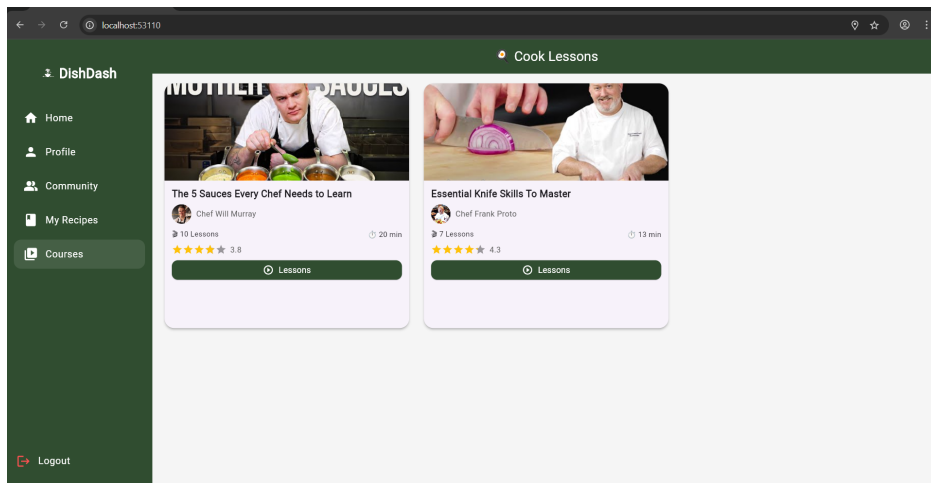 localhost:53110
DishDash
Cook Lessons
Home
Profile
Community
My Recipes
Courses
Logout
MOTHER SAUCES
The 5 Sauces Every Chef Needs to Learn
Chef Will Murray
10 Lessons
20 min
3.8
Lessons
Essential Knife Skills To Master
Chef Frank Proto
7 Lessons
13 min
4.3
Lessons